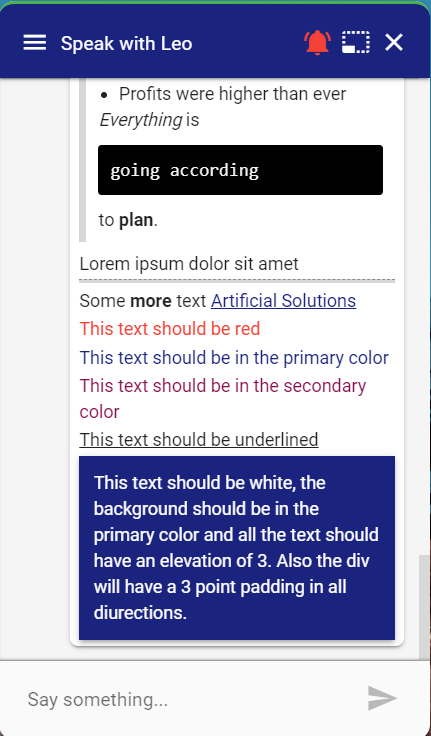 Speak with Leo
Profits were higher than ever
Everything is
going according
to plan.
Lorem ipsum dolor sit amet
Some more text Artificial Solutions
This text should be red
This text should be in the primary color
This text should be in the secondary
color
This text should be underlined
This text should be white, the
background should be in the
primary color and all the text should
have an elevation of 3. Also the div
will have a 3 point padding in all
diurections.
Say something...